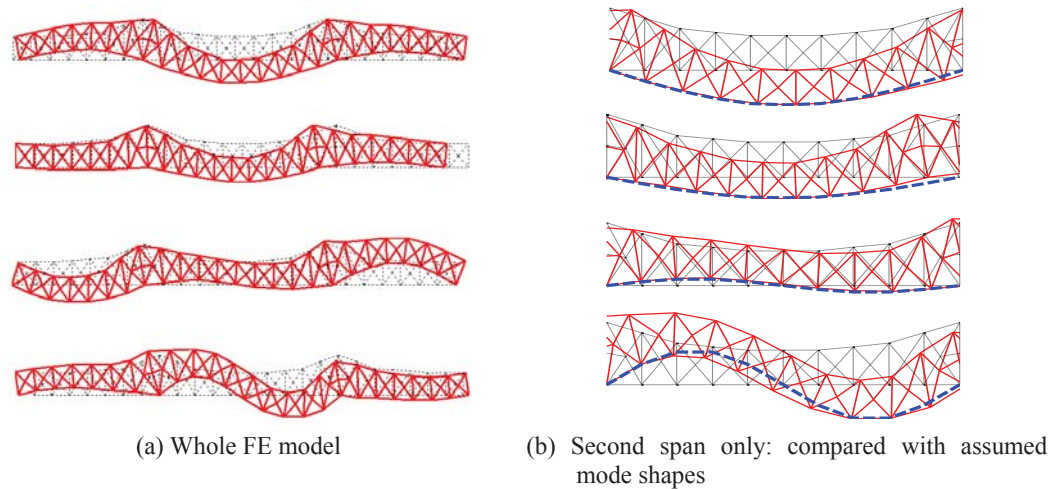 (a) Whole FE model
(b) Second span only: compared with assumed
mode shapes